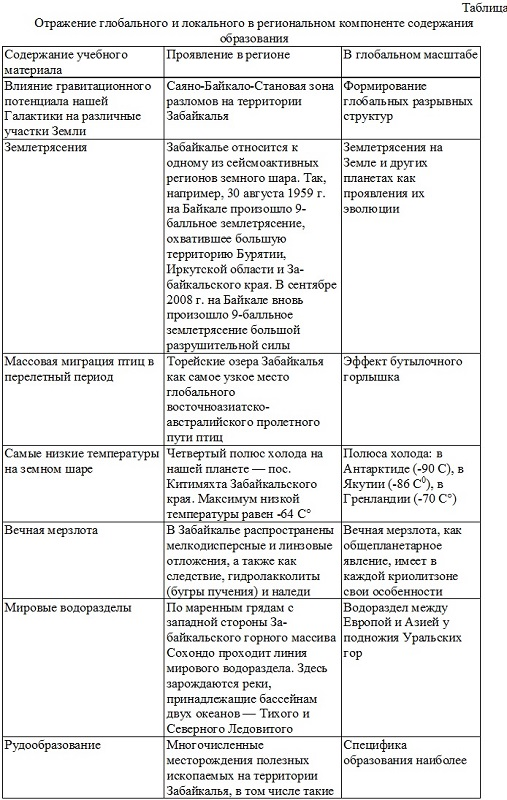 Таблица
Отражение глобального и локального в региональном компоненте содержания
образования
Содержание учебного
материала
Проявление в регионе
В глобальном масштабе
Влияние гравитационного
потенциала нашей
Галактики на различные
участки Земли
Саяно-Байкало-Становая зона
разломов на территории
Забайкалья
Формирование
глобальных разрывных
структур
Землетрясения
Забайкалье относится к
одному из сейсмоактивных
регионов земного шара. Так,
например, 30 августа 1959 г.
на Байкале произошло 9-
балльное землетрясение,
охватившее большую
территорию Бурятии,
Иркутской области и За-
байкальского края. В сентябре
2008 г. на Байкале вновь
произошло 9-балльное
землетрясение большой
разрушительной силы
Землетрясения на
Земле и других
планетах как
проявления их
эволюции
Массовая миграция птиц в
перелетный период
Торейские озера Забайкалья
как самое узкое место
глобального
восточноазиатско-
австралийского пролетного
пути птиц
Эффект бутылочного
горлышка
Самые низкие температуры
на земном шаре
Четвертый полюс холода на
нашей планете — пос.
Китимяхта Забайкальского
края. Максимум низкой
температуры равен -64 С°
Полюса холода: в
Антарктиде (-90 С), в
Якутии (-86 С⁰), в
Гренландии (-70 С°)
Вечная мерзлота
В Забайкалье распространены
мелкодисперсные и линзовые
отложения, а также как
следствие, гидролакколиты
(бугры пучения) и наледи
Вечная мерзлота, как
общепланетарное
явление, имеет в
каждой криолитзоне
свои особенности
Мировые водоразделы
По маренным грядам с
западной стороны За-
байкальского горного массива
Сохондо проходит линия
мирового водораздела. Здесь
зарождаются реки,
принадлежащие бассейнам
двух океанов — Тихого и
Северного Ледовитого
Водораздел между
Европой и Азией у
подножия Уральских
гор
Рудообразование
Многочисленные
месторождения полезных
ископаемых на территории
Забайкалья, в том числе такие
Специфика
образования наиболее